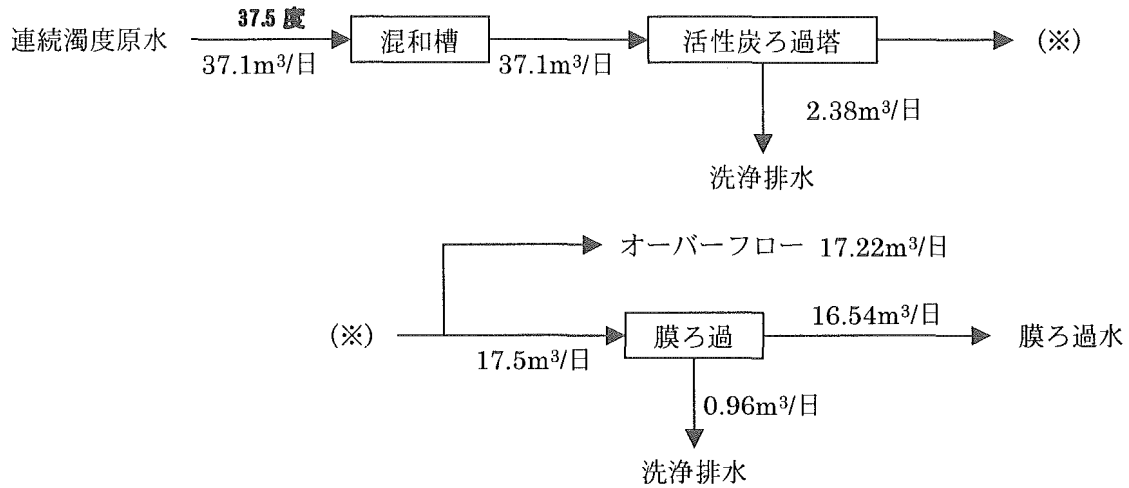 37.5 度
連続濁度原水 混和槽 活性炭ろ過塔 (※)
37.1m³/日 37.1m³/日
2.38m³/日
洗浄排水
オーバーフロー 17.22m³/日
16.54m³/日
(※) 膜ろ過 膜ろ過水
17.5m³/日
0.96m³/日
洗浄排水